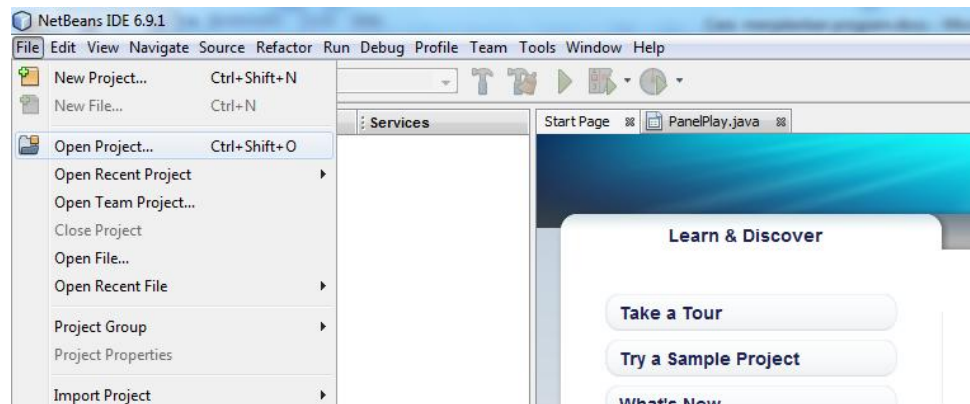 NetBeans IDE 6.9.1
File Edit View Navigate Source Refactor Run Debug Profile Team Tools Window Help
New Project... Ctrl+Shift+N
New File... Ctrl+N
Services
Start Page PanelPlay.java
Open Project... Ctrl+Shift+O
Open Recent Project
Open Team Project...
Close Project
Learn & Discover
Open File...
Open Recent File
Take a Tour
Project Group
Project Properties
Try a Sample Project
Import Project
What's New